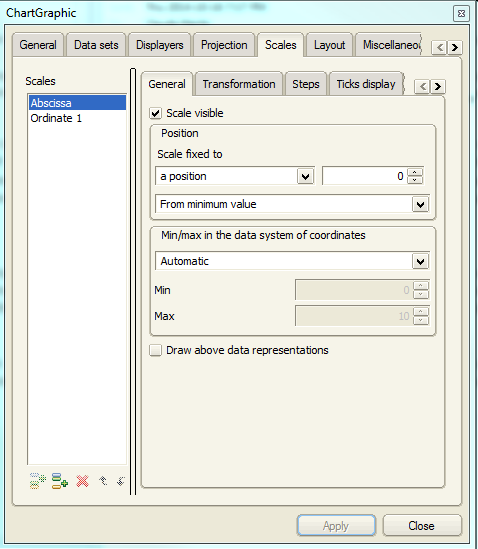 ChartGraphic
General Data sets Displayers Projection Scales Layout Miscellaneou
Scales
Abscissa
Ordinate 1
General Transformation Steps Ticks display
Scale visible
Position
Scale fixed to
a position 0
From minimum value
Min/max in the data system of coordinates
Automatic
Min 0
Max 10
Draw above data representations
Apply Close